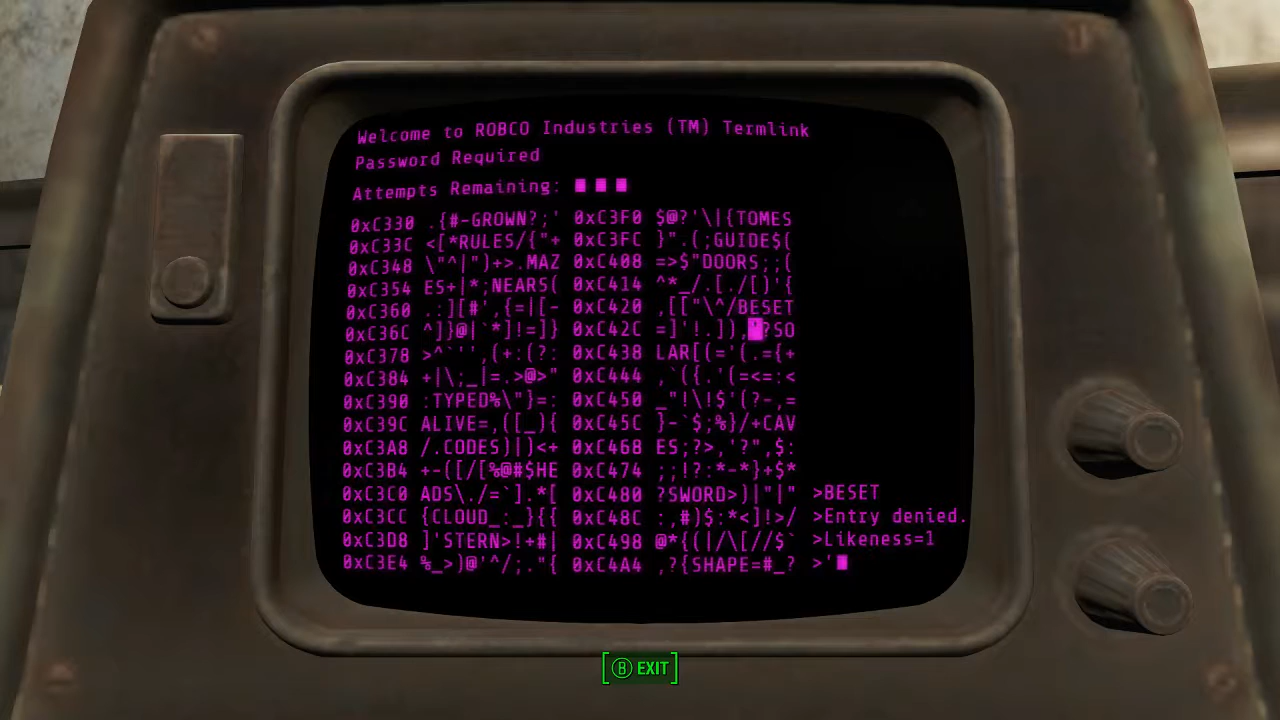 Welcome to ROBCO Industries (TM) Termlink
Password Required
Attempts Remaining: ■ ■ ■
0xC330 .{#-GROWN?;' 0xC3F0 $@?'\|{TOMES
0xC33C <[*RULES/{"+ 0xC3FC }".(;GUIDE$(
0xC348 \"^|")+>.MAZ 0xC408 =>$"DOORS;;(
0xC354 ES+|*;NEARS( 0xC414 ^*_/.[./[)'{
0xC360 .:][#',{=|[- 0xC420 ,[["\^/BESET
0xC36C ^]}@|`*]!=]} 0xC42C =]'!.]),'?SO
0xC378 >^`'',(+:(?: 0xC438 LAR[(='(.={+
0xC384 +|\;_|=.>@>" 0xC444 ,`({.'(=<=:<
0xC390 :TYPED%\"}=: 0xC450 _"!\!$'(?-,=
0xC39C ALIVE=,([_){ 0xC45C }-`$;%}/+CAV
0xC3A8 /.CODES)|)<+ 0xC468 ES;?>,'?",$:
0xC3B4 +-([/[%@#$HE 0xC474 ;;!?:*-*}+$*
0xC3C0 ADS\./=`].*[ 0xC480 ?SWORD>)|"|" >BESET
0xC3CC {CLOUD_:_}{{ 0xC48C :,#)$:*<]!>/ >Entry denied.
0xC3D8 ]'STERN>!+#| 0xC498 @*{(|/\[//$` >Likeness=1
0xC3E4 %_>)@'^/;."{ 0xC4A4 ,?{SHAPE=#_? >'■
Ⓑ EXIT